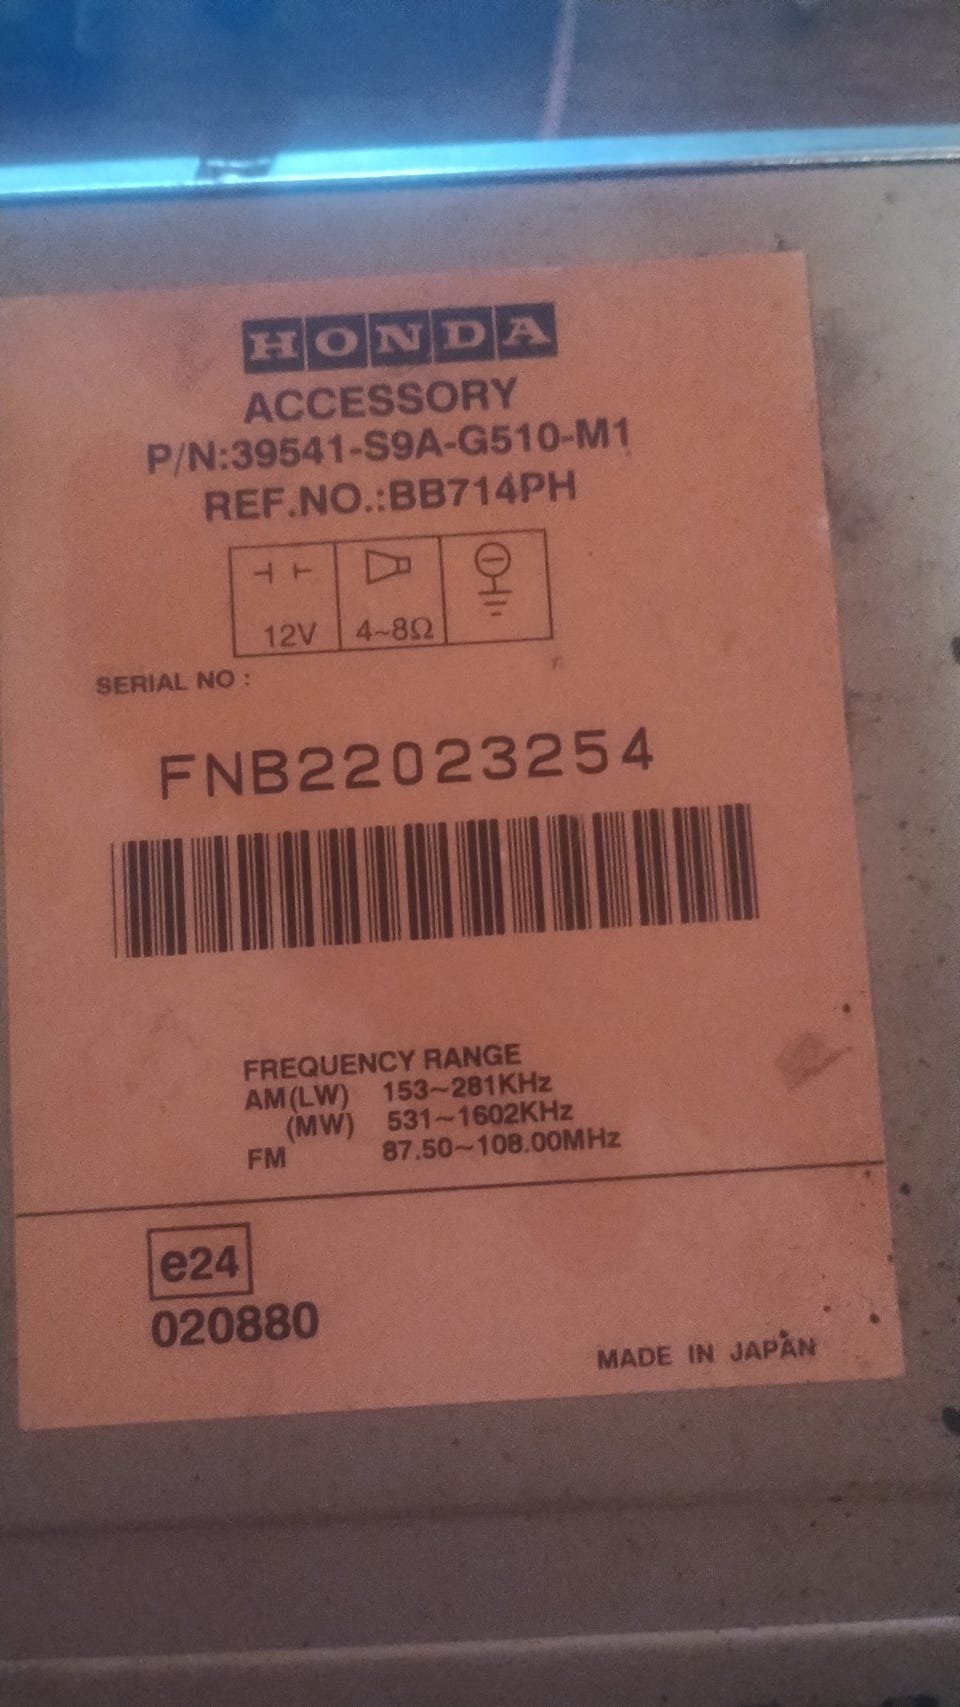 HONDA
ACCESSORY
P/N:39541-S9A-G510-M1
REF.NO.:BB714PH
12V 4~8Ω
SERIAL NO :
FNB22023254
FREQUENCY RANGE
AM(LW) 153~281KHz
(MW) 531~1602KHz
FM 87.50~108.00MHz
e24
020880
MADE IN JAPAN